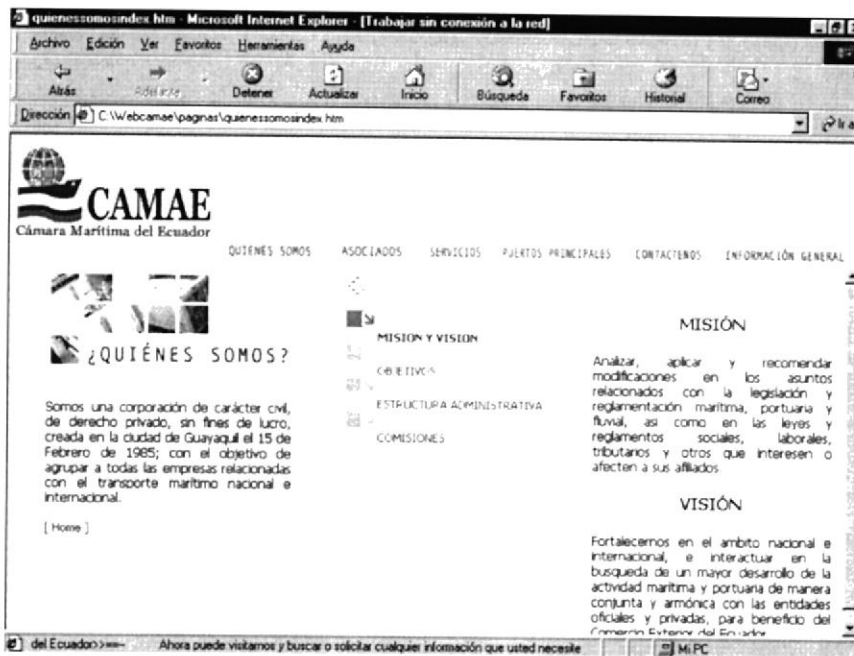 quienessomosindex.htm - Microsoft Internet Explorer - [Trabajar sin conexión a la red]
Archivo Edición Ver Favoritos Herramientas Ayuda
Atrás Adelante Detener Actualizar Inicio Búsqueda Favoritos Historial Correo
Dirección C:\Webcamae\paginas\quienessomosindex.htm Ir a
CAMAE
Cámara Marítima del Ecuador
QUIENES SOMOS ASOCIADOS SERVICIOS PUERTOS PRINCIPALES CONTACTENOS INFORMACIÓN GENERAL
¿QUIÉNES SOMOS?
Somos una corporación de carácter civil,
de derecho privado, sin fines de lucro,
creada en la ciudad de Guayaquil el 15 de
Febrero de 1985; con el objetivo de
agrupar a todas las empresas relacionadas
con el transporte marítimo nacional e
internacional.
[ Home ]
MISION Y VISION
OBJETIVOS
ESTRUCTURA ADMINISTRATIVA
COMISIONES
MISIÓN
Analizar, aplicar y recomendar
modificaciones en los asuntos
relacionados con la legislación y
reglamentación marítima, portuaria y
fluvial, asi como en las leyes y
reglamentos sociales, laborales,
tributarios y otros que interesen o
afecten a sus afiliados
VISIÓN
Fortalecernos en el ambito nacional e
internacional, e interactuar en la
busqueda de un mayor desarrollo de la
actividad marítima y portuaria de manera
conjunta y armónica con las entidades
oficiales y privadas, para beneficio del
Comercio Exterior del Ecuador
del Ecuador>>==- Ahora puede visitarnos y buscar o solicitar cualquier información que usted necesite Mi PC